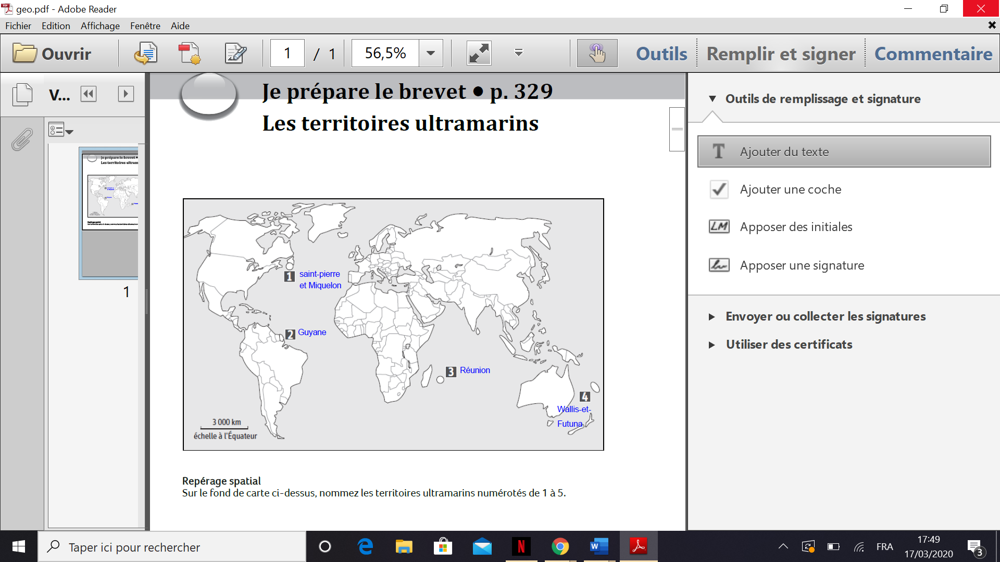 geo.pdf - Adobe Reader
Fichier Edition Affichage Fenêtre Aide
Ouvrir
1 / 1
56,5%
Outils
Remplir et signer
Commentaire
V...
1
Je prépare le brevet • p. 329
Les territoires ultramarins
1 saint-pierre
et Miquelon
2 Guyane
3 Réunion
4
Wallis-et-
Futuna
3 000 km
échelle à l'Équateur
Repérage spatial
Sur le fond de carte ci-dessus, nommez les territoires ultramarins numérotés de 1 à 5.
Outils de remplissage et signature
T Ajouter du texte
Ajouter une coche
LM Apposer des initiales
Apposer une signature
Envoyer ou collecter les signatures
Utiliser des certificats
Taper ici pour rechercher
FRA
17:49
17/03/2020
3